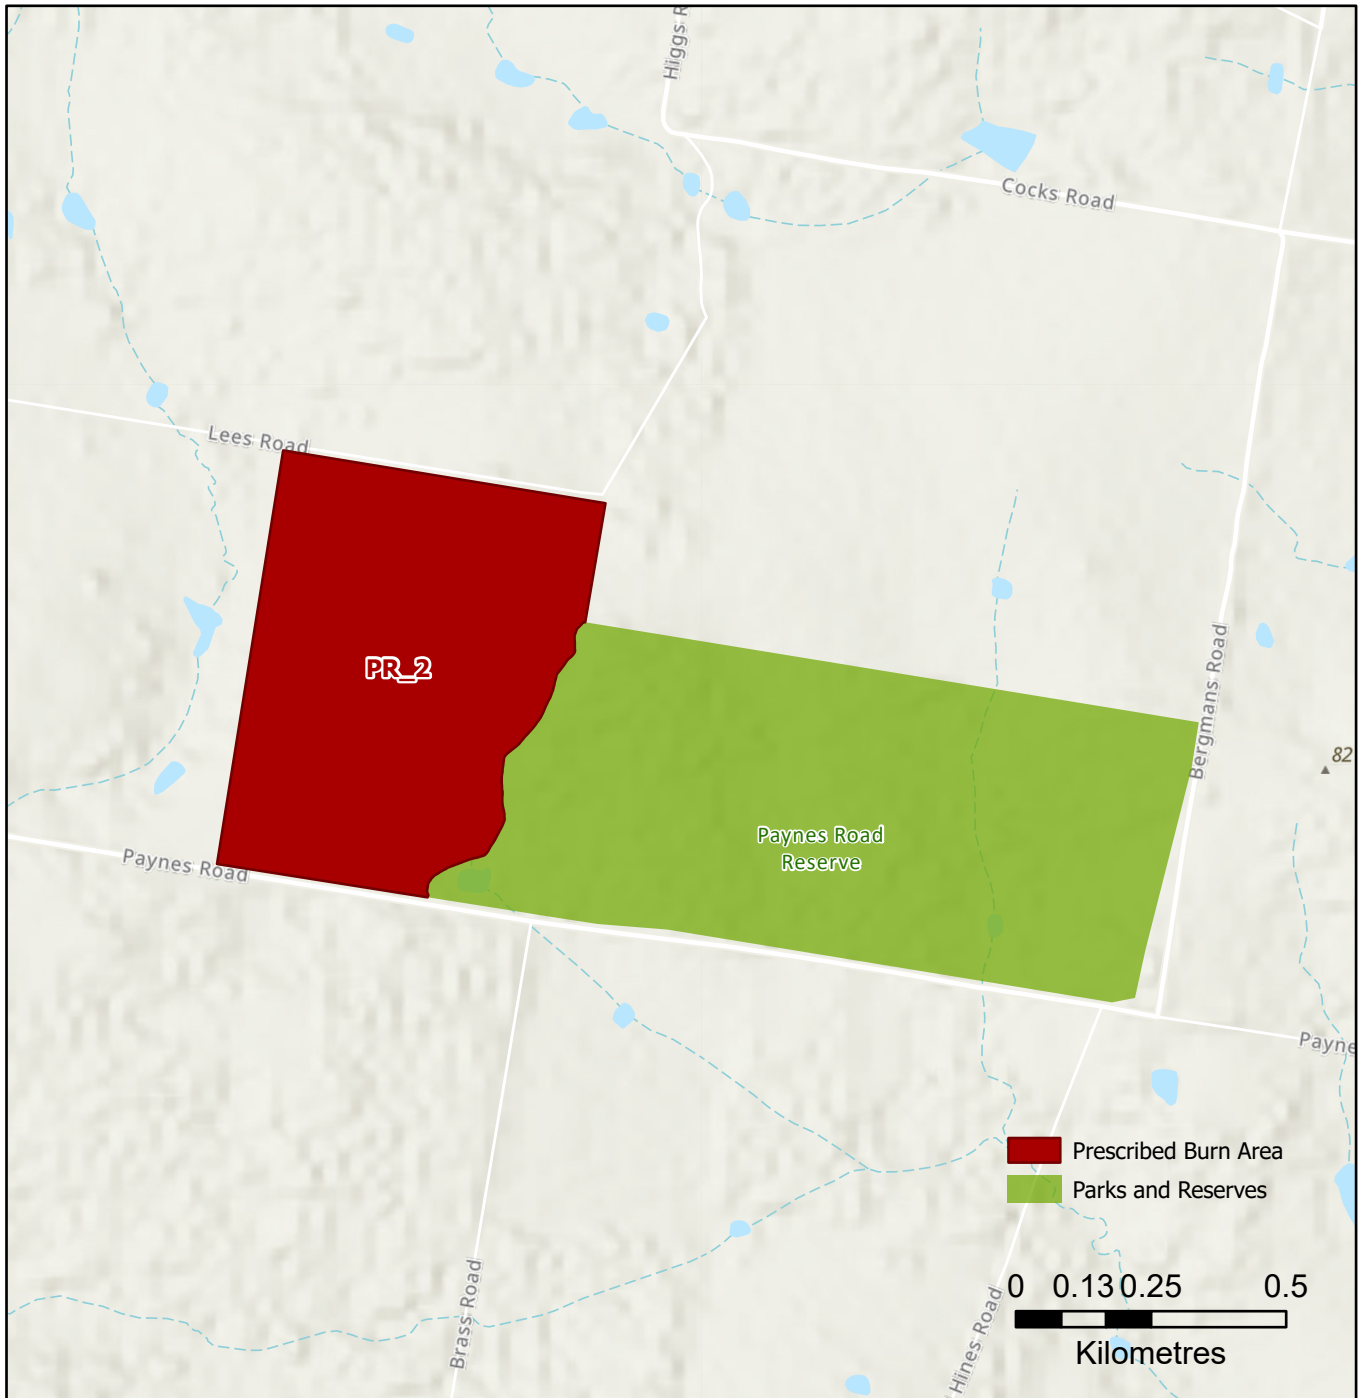 Higgs R
Cocks Road
Lees Road
PR_2
Bergmans Road
82
Paynes Road
Reserve
Paynes Road
Payne
Prescribed Burn Area
Parks and Reserves
Brass Road
Hines Road
0 0.13 0.25 0.5
Kilometres